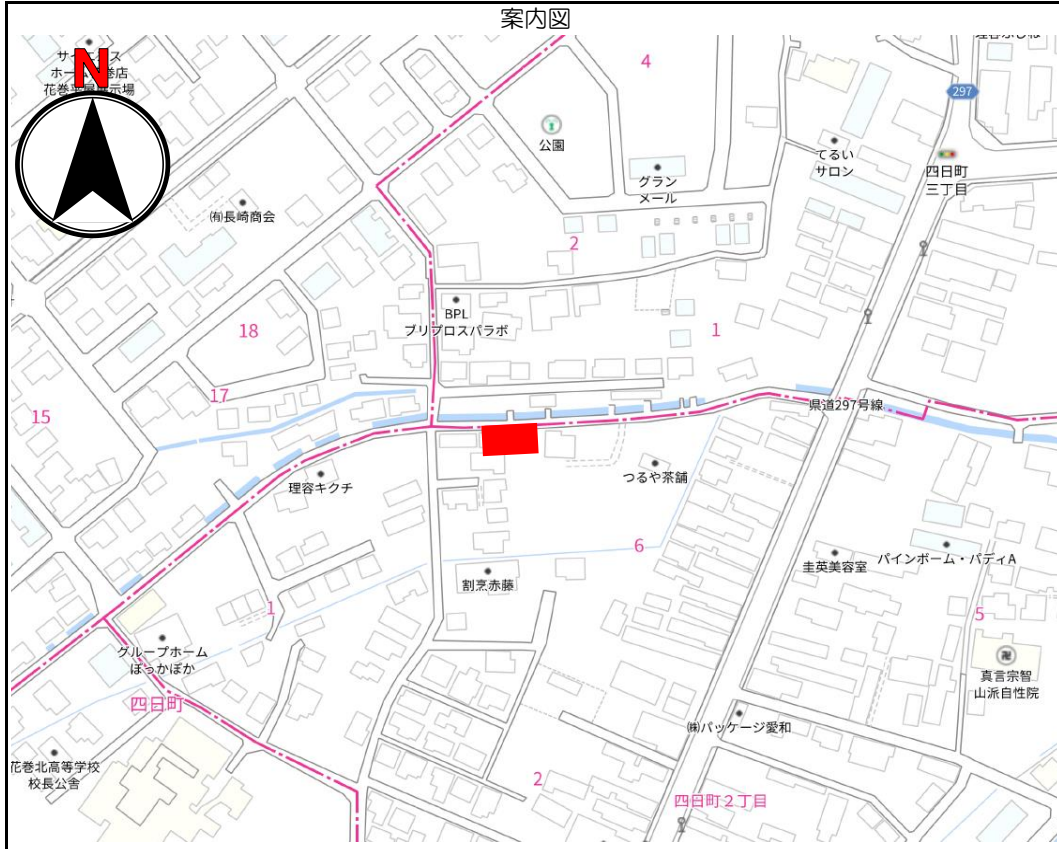 案内図
N
ホーム
297
4
公園
グラン
メール
てるい
サロン
四日町
三丁目
㈲長崎商会
2
BPL
ブリプロスパラボ
1
18
17
15
県道297号線
理容キクチ
つるや茶舗
6
割烹赤藤
圭英美容室
パインボーム・パディA
1
5
グループホーム
ぽっかぽか
真言宗智
山派自性院
四日町
㈱パッケージ愛和
花巻北高等学校
校長公舎
2
四日町2丁目